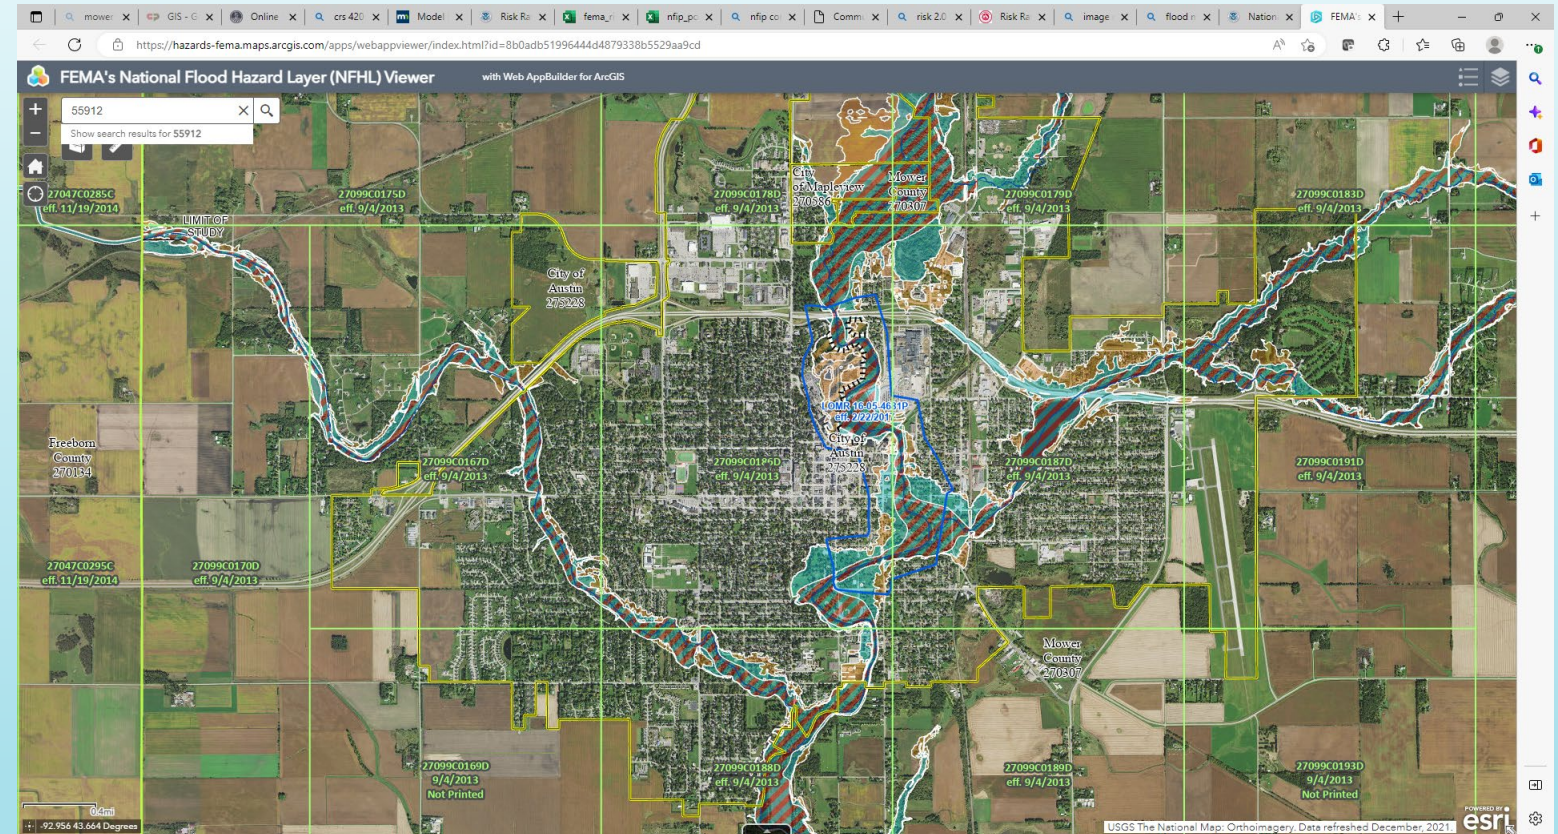 mower
GIS - G
Online
crs 420
Model
Risk Ra
fema_ri
nfip_po
nfip co
Comm
risk 2.0
Risk Ra
image
flood n
Nation
FEMA's
https://hazards-fema.maps.arcgis.com/apps/webappviewer/index.html?id=8b0adb51996444d4879338b5529aa9cd
FEMA's National Flood Hazard Layer (NFHL) Viewer
with Web AppBuilder for ArcGIS
55912
Show search results for 55912
27047C0285C
eff. 11/19/2014
27099C0175D
eff. 9/4/2013
27099C0178D
eff. 9/4/2013
City
of Mapleview
270586
Mower
County
270307
27099C0179D
eff. 9/4/2013
27099C0183D
eff. 9/4/2013
LIMIT OF
STUDY
City of
Austin
275228
LOMR 16-05-4631P
eff. 2/22/201
City of
Austin
275228
Freeborn
County
270134
27099C0167D
eff. 9/4/2013
27099C0186D
eff. 9/4/2013
27099C0187D
eff. 9/4/2013
27099C0191D
eff. 9/4/2013
27047C0295C
eff. 11/19/2014
27099C0170D
eff. 9/4/2013
Mower
County
270307
27099C0169D
9/4/2013
Not Printed
27099C0188D
eff. 9/4/2013
27099C0189D
eff. 9/4/2013
27099C0193D
9/4/2013
Not Printed
0.4mi
-92.956 43.664 Degrees
USGS The National Map: Orthoimagery. Data refreshed December, 2021.
POWERED BY
esri